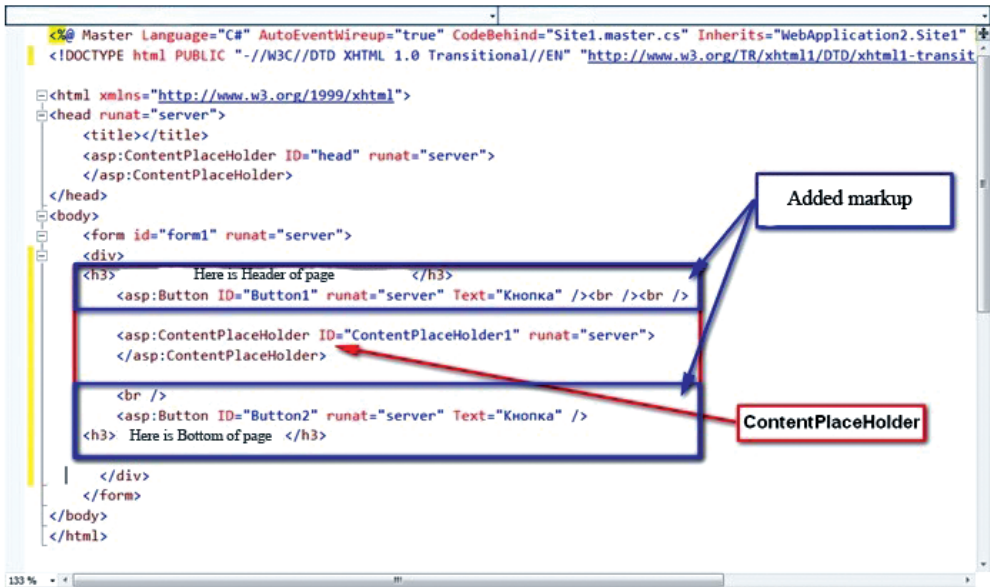 <%@ Master Language="C#" AutoEventWireup="true" CodeBehind="Site1.master.cs" Inherits="WebApplication2.Site1"
<!DOCTYPE html PUBLIC "-//W3C//DTD XHTML 1.0 Transitional//EN" "http://www.w3.org/TR/xhtml1/DTD/xhtml1-transit
<html xmlns="http://www.w3.org/1999/xhtml">
<head runat="server">
<title></title>
<asp:ContentPlaceHolder ID="head" runat="server">
</asp:ContentPlaceHolder>
</head>
Added markup
<body>
<form id="form1" runat="server">
<div>
<h3> Here is Header of page </h3>
<asp:Button ID="Button1" runat="server" Text="Кнопка" /><br /><br />
<asp:ContentPlaceHolder ID="ContentPlaceHolder1" runat="server">
</asp:ContentPlaceHolder>
<br />
<asp:Button ID="Button2" runat="server" Text="Кнопка" />
ContentPlaceHolder
<h3> Here is Bottom of page </h3>
</div>
</form>
</body>
</html>
133 %